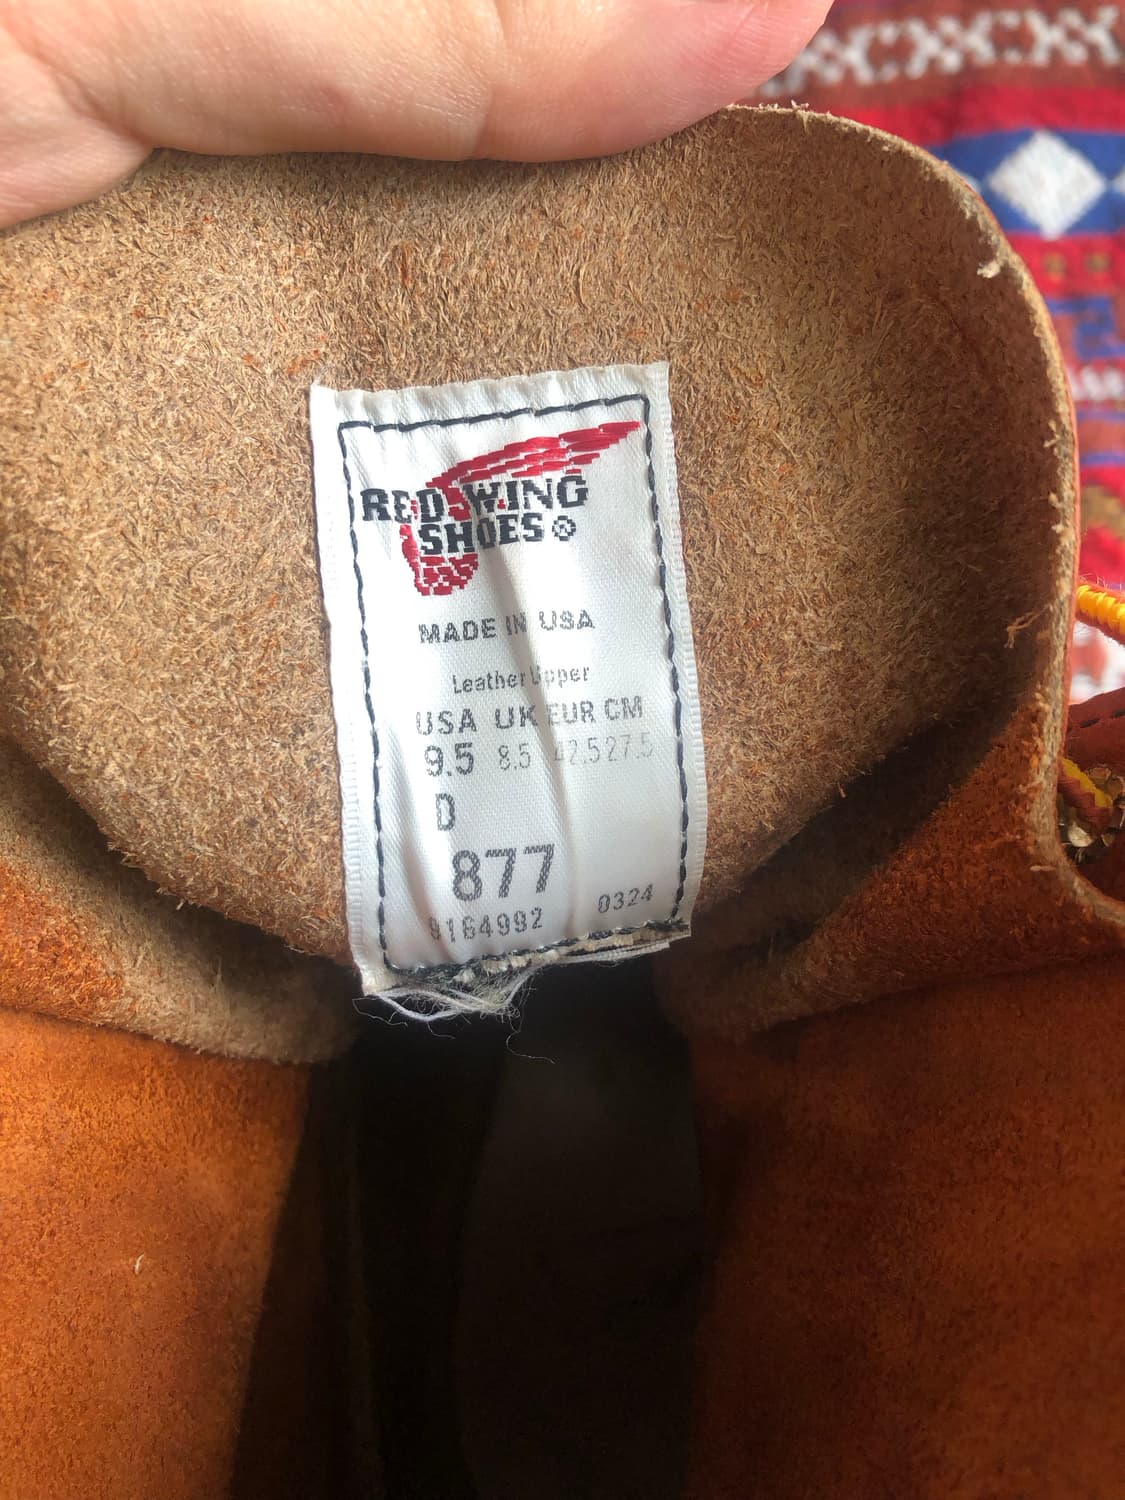 RED WING
SHOES®
MADE IN USA
Leather Upper
USA UK EUR CM
9.5 8.5 42.5 27.5
D
877
9164992 0324